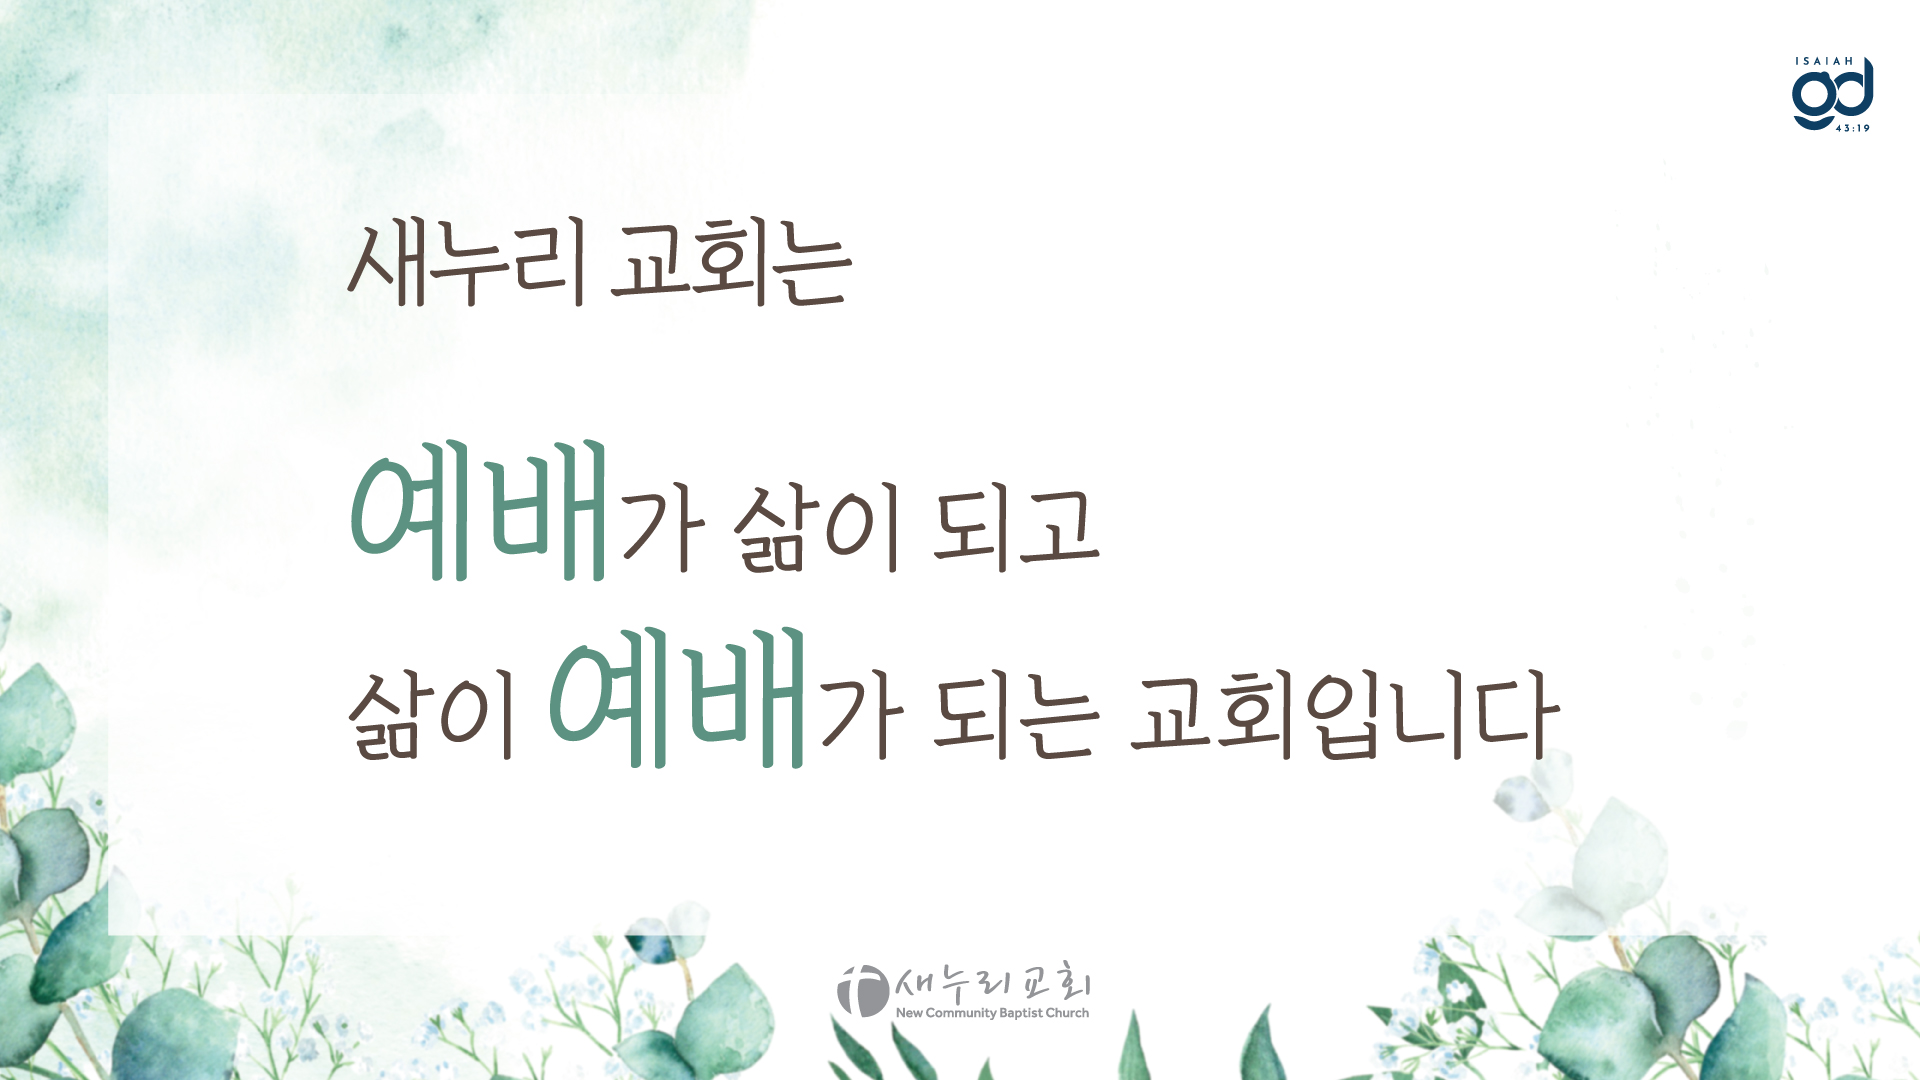 ISAIAH
gd
43:19
새누리 교회는
예배가 삶이 되고
삶이 예배가 되는 교회입니다
새누리교회
New Community Baptist Church